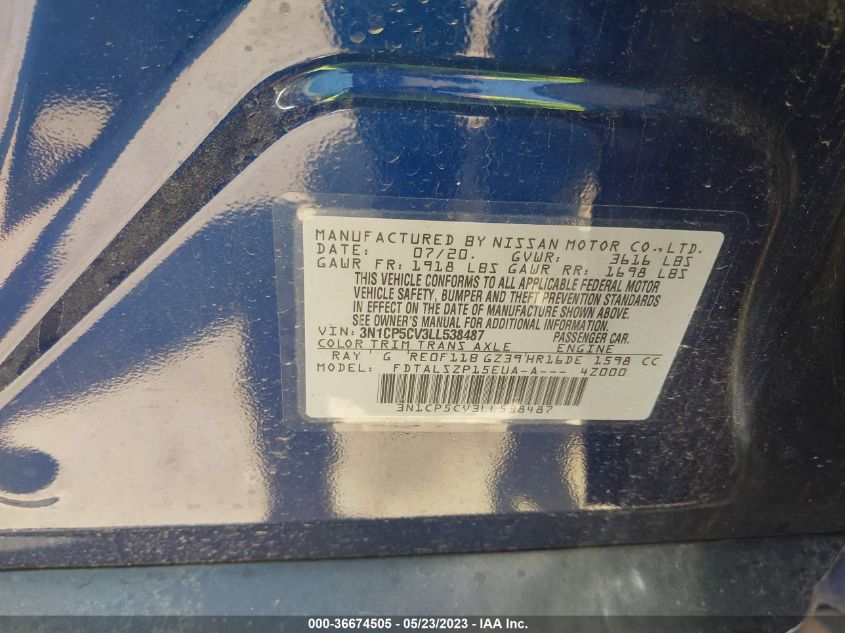 MANUFACTURED BY NISSAN MOTOR CO.,LTD.
DATE: 07/20. GVWR: 3616 LBS
GAWR FR: 1918 LBS GAWR RR: 1698 LBS
THIS VEHICLE CONFORMS TO ALL APPLICABLE FEDERAL MOTOR
VEHICLE SAFETY, BUMPER AND THEFT PREVENTION STANDARDS
IN EFFECT ON THE DATE OF MANUFACTURE SHOWN ABOVE.
SEE OWNER'S MANUAL FOR ADDITIONAL INFORMATION.
VIN: 3N1CP5CV3LL538487 PASSENGER CAR.
COLOR TRIM TRANS AXLE ENGINE
RAY G RE0F11B GZ39 HR16DE 1598 CC
MODEL: FDTALSZP15EUA-A--- 4Z000
3N1CP5CV3LL538487
000-36674505 - 05/23/2023 - IAA Inc.